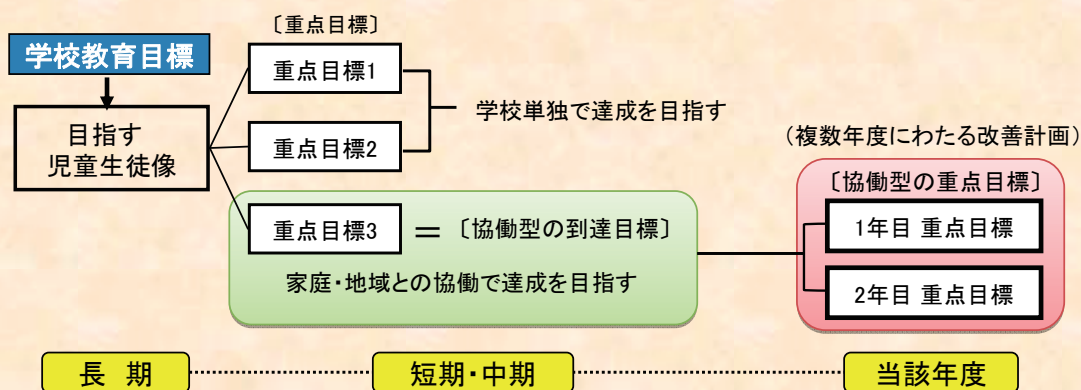 学校教育目標
目指す
児童生徒像
〔重点目標〕
重点目標1
重点目標2
学校単独で達成を目指す
重点目標3
=
〔協働型の到達目標〕
家庭・地域との協働で達成を目指す
(複数年度にわたる改善計画)
〔協働型の重点目標〕
1年目 重点目標
2年目 重点目標
長 期
短期・中期
当該年度